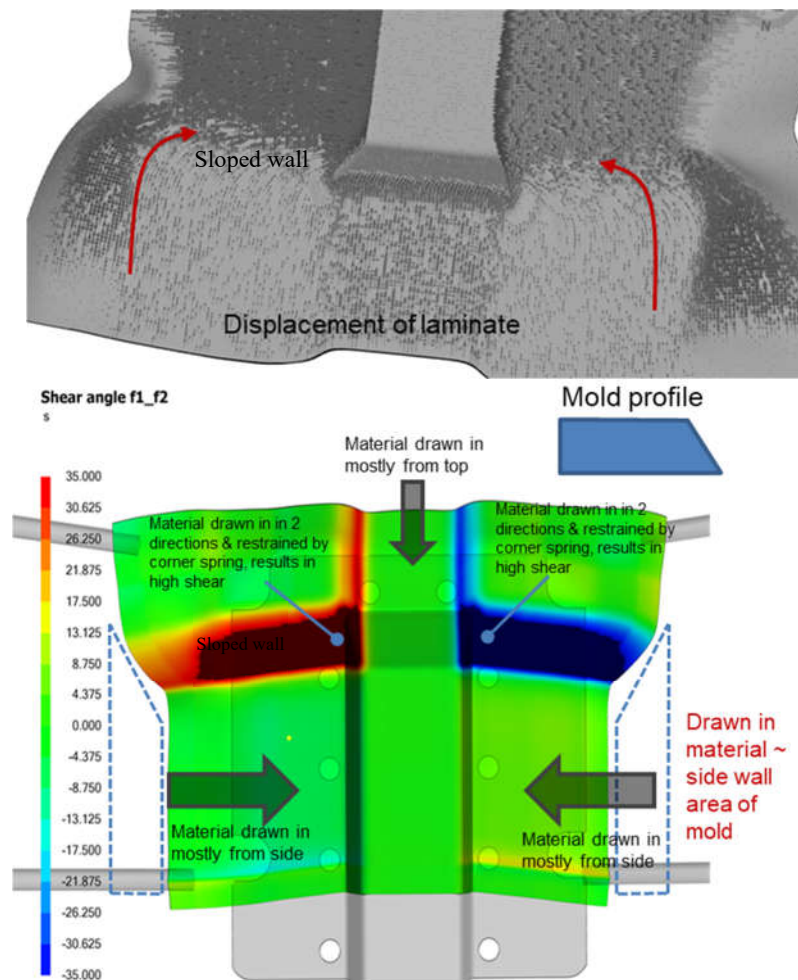 N
Sloped wall
Displacement of laminate
Shear angle f1_f2
s
Mold profile
35.000
30.625
26.250
21.875
17.500
13.125
8.750
4.375
0.000
-4.375
-8.750
-13.125
-17.500
-21.875
-26.250
-30.625
-35.000
Material drawn in
mostly from top
Material drawn in in 2
directions & restrained by
corner spring, results in
high shear
Material drawn in in 2
directions & restrained by
corner spring, results in
high shear
Sloped wall
Material drawn in
mostly from side
Material drawn in
mostly from side
Drawn in
material ~
side wall
area of
mold